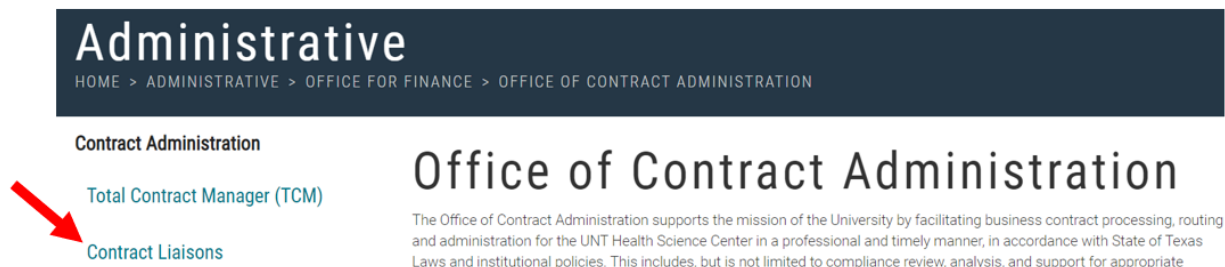 Administrative
HOME > ADMINISTRATIVE > OFFICE FOR FINANCE > OFFICE OF CONTRACT ADMINISTRATION
Contract Administration
Total Contract Manager (TCM)
Contract Liaisons
Office of Contract Administration
The Office of Contract Administration supports the mission of the University by facilitating business contract processing, routing
and administration for the UNT Health Science Center in a professional and timely manner, in accordance with State of Texas
Laws and institutional policies. This includes, but is not limited to compliance review, analysis, and support for appropriate